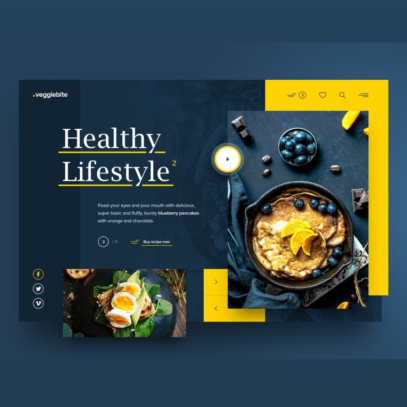 veggiebite
Healthy
Lifestyle 2
Feast your eyes and your mouth with delicious,
super basic and fluffy, barely blueberry pancakes
with orange and chocolate.
2 / 5
Buy recipe now